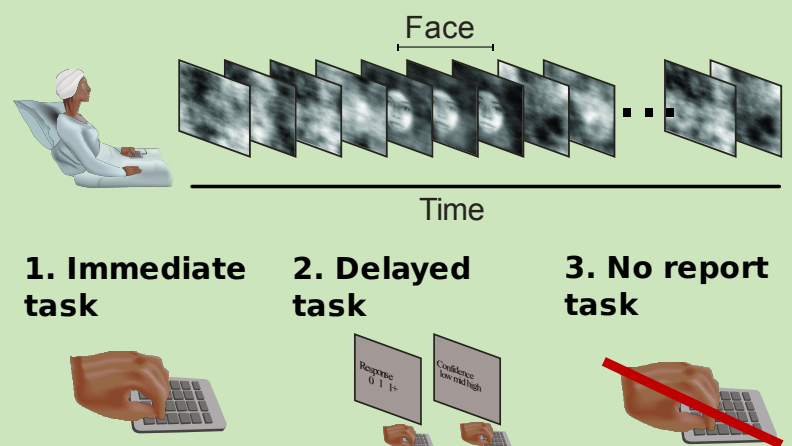 Face
Time
1. Immediate
task
2. Delayed
task
3. No report
task
Response
0 1 1+
Confidence
low mid high